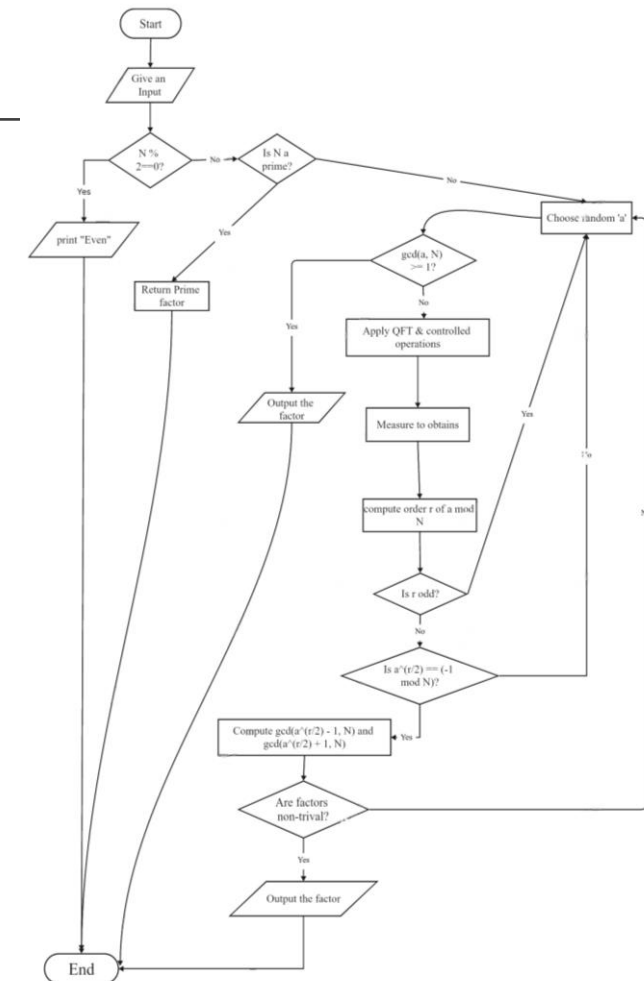 Start
Give an
Input
N %
2==0?
No
Is N a
prime?
No
Yes
print "Even"
Yes
Return Prime
factor
Choose random 'a'
gcd(a, N)
>= 1?
Yes
No
Apply QFT & controlled
operations
Output the
factor
Measure to obtains
Yes
compute order r of a mod
N
Is r odd?
No
Is a^(r/2) == (-1
mod N)?
Yes
Compute gcd(a^(r/2) - 1, N) and
gcd(a^(r/2) + 1, N)
Are factors
non-trival?
Yes
Output the factor
End